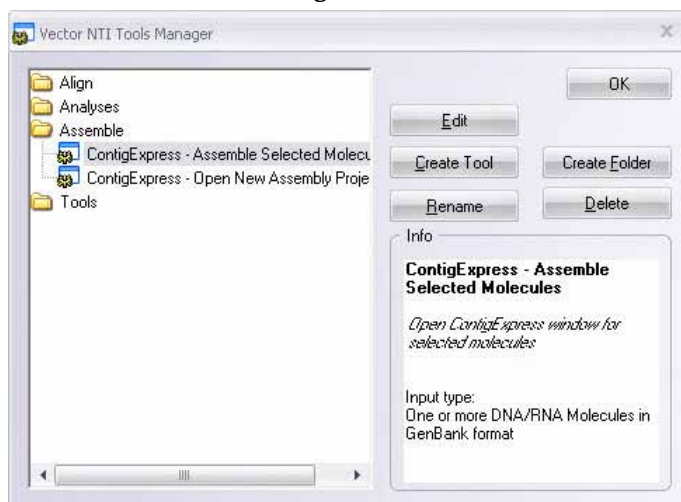 Vector NTI Tools Manager
Align
Analyses
Assemble
ContigExpress - Assemble Selected Molecu
ContigExpress - Open New Assembly Proje
Tools
OK
Edit
Create Tool
Create Folder
Rename
Delete
Info
ContigExpress - Assemble
Selected Molecules
Open ContigExpress window for
selected molecules
Input type:
One or more DNA/RNA Molecules in
GenBank format